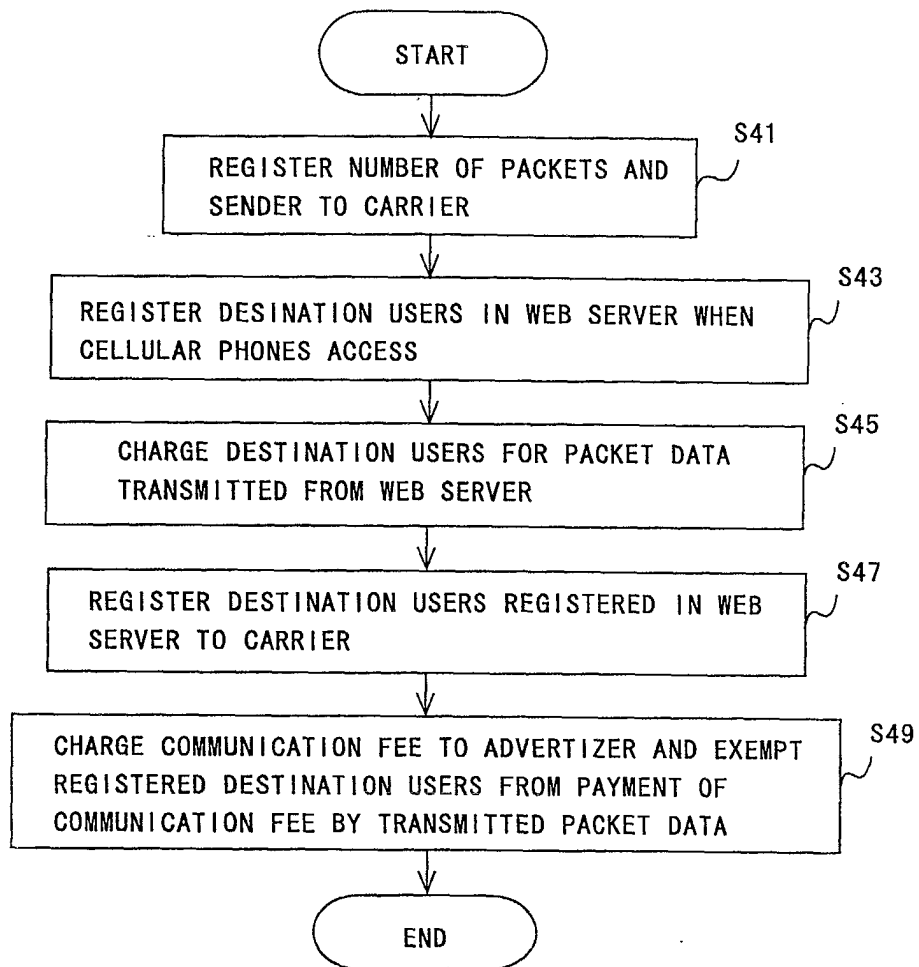 START
S41
REGISTER NUMBER OF PACKETS AND
SENDER TO CARRIER
S43
REGISTER DESINATION USERS IN WEB SERVER WHEN
CELLULAR PHONES ACCESS
S45
CHARGE DESTINATION USERS FOR PACKET DATA
TRANSMITTED FROM WEB SERVER
S47
REGISTER DESTINATION USERS REGISTERED IN WEB
SERVER TO CARRIER
S49
CHARGE COMMUNICATION FEE TO ADVERTIZER AND EXEMPT
REGISTERED DESTINATION USERS FROM PAYMENT OF
COMMUNICATION FEE BY TRANSMITTED PACKET DATA
END